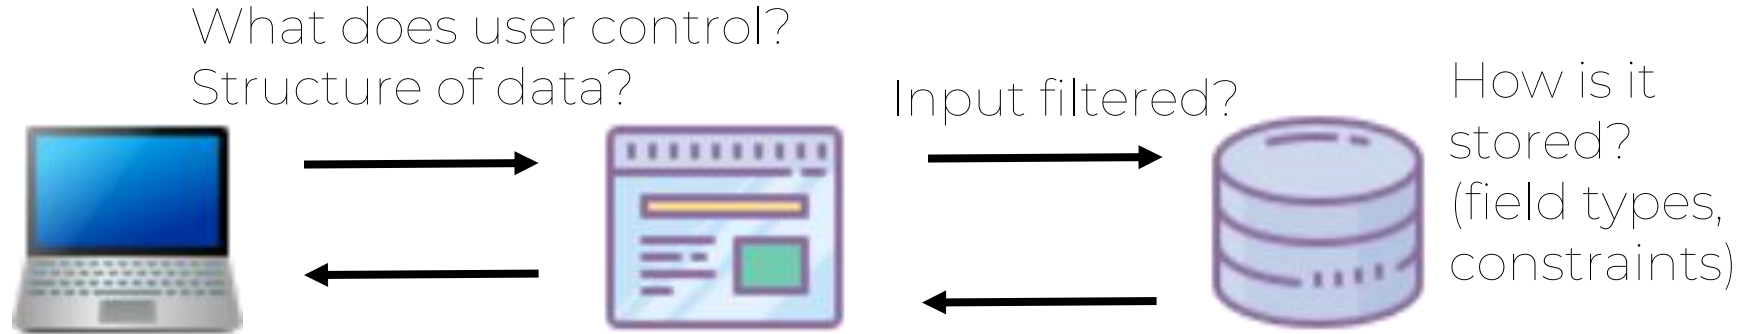 What does user control?
Structure of data?
Input filtered?
How is it
stored?
(field types,
constraints)